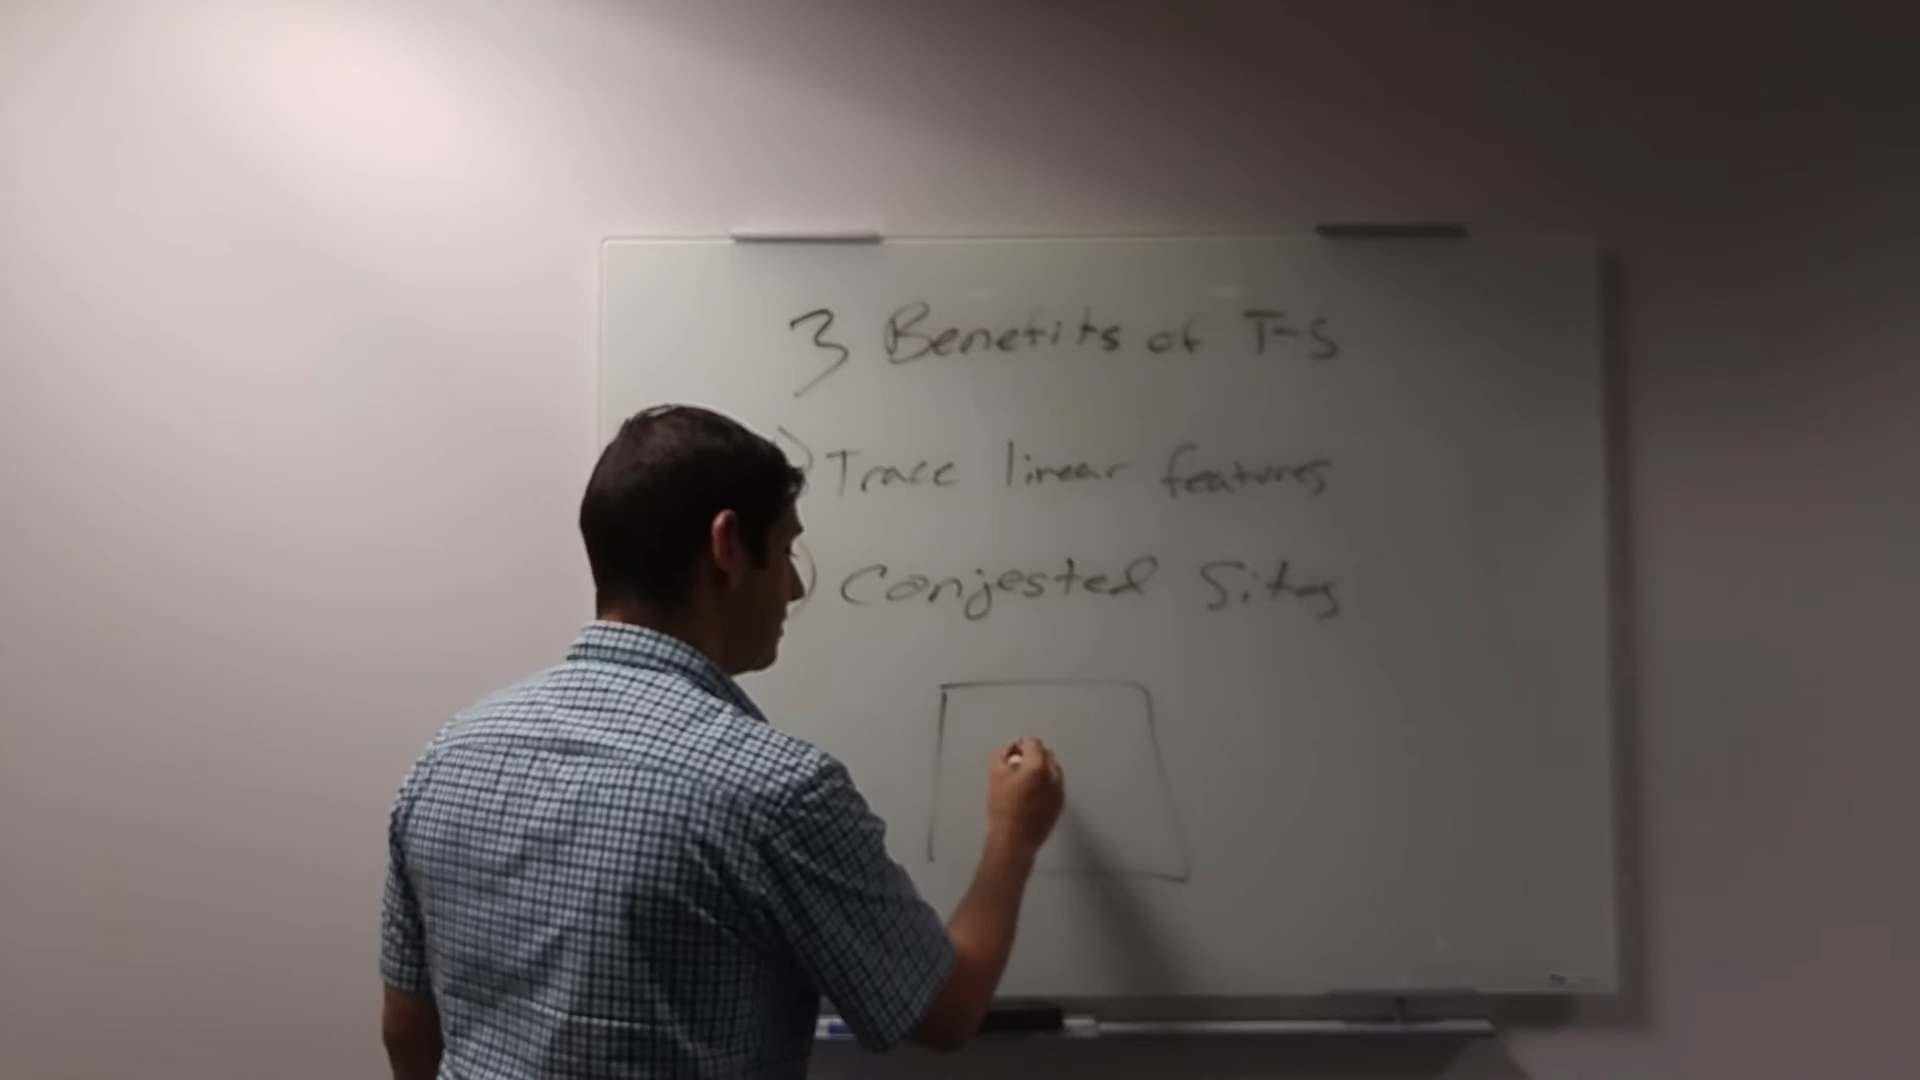 3 Benefits of T-S
) Trace linear features
) Conjested Sites